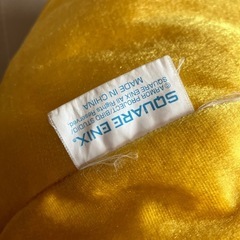 © ARMOR PROJECT/BIRD STUDIO/
SQUARE ENIX All Rights Reserved.
MADE IN CHINA
SQUARE ENIX.